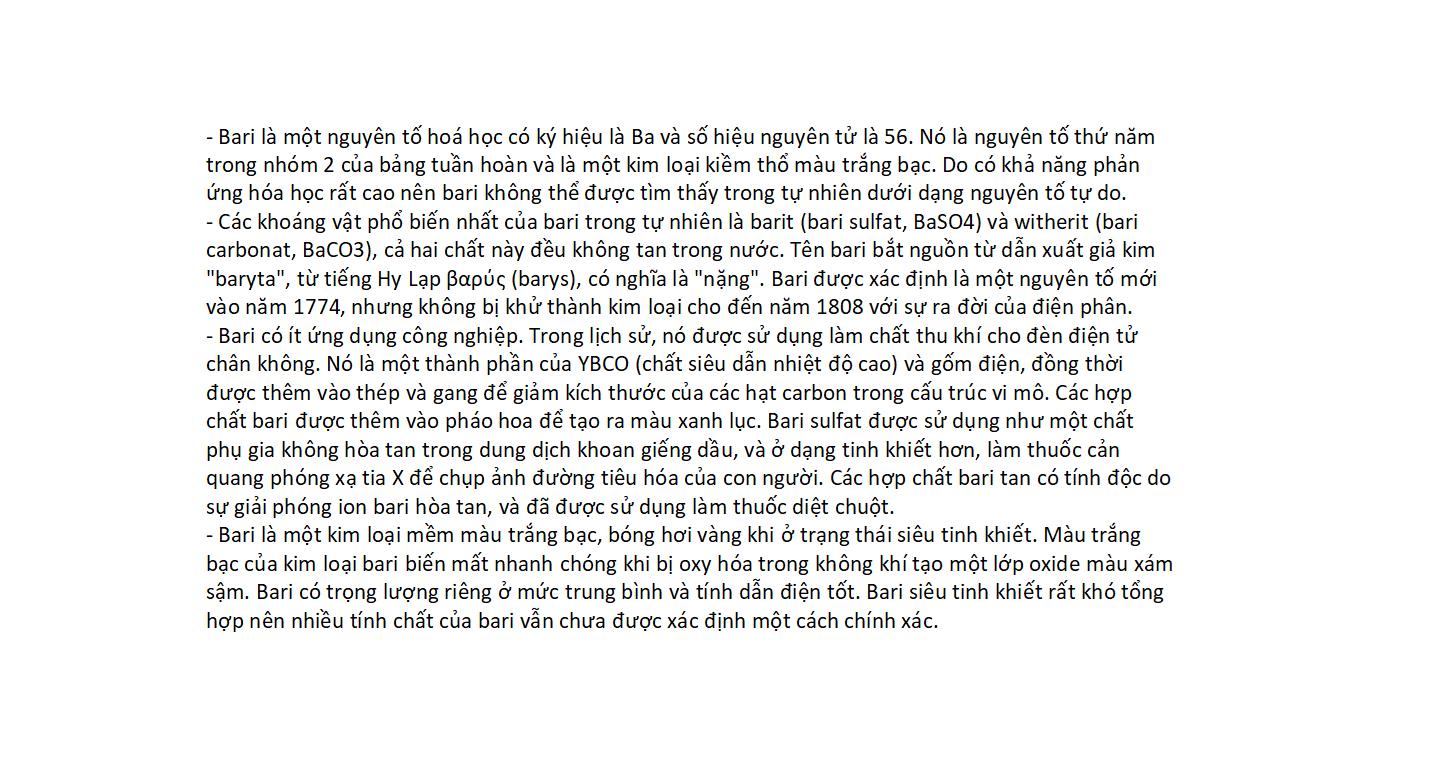 - Bari là một nguyên tố hoá học có ký hiệu là Ba và số hiệu nguyên tử là 56. Nó là nguyên tố thứ năm
trong nhóm 2 của bảng tuần hoàn và là một kim loại kiềm thổ màu trắng bạc. Do có khả năng phản
ứng hóa học rất cao nên bari không thể được tìm thấy trong tự nhiên dưới dạng nguyên tố tự do.
- Các khoáng vật phổ biến nhất của bari trong tự nhiên là barit (bari sulfat, BaSO4) và witherit (bari
carbonat, BaCO3), cả hai chất này đều không tan trong nước. Tên bari bắt nguồn từ dẫn xuất giả kim
"baryta", từ tiếng Hy Lạp βαρύς (barys), có nghĩa là "nặng". Bari được xác định là một nguyên tố mới
vào năm 1774, nhưng không bị khử thành kim loại cho đến năm 1808 với sự ra đời của điện phân.
- Bari có ít ứng dụng công nghiệp. Trong lịch sử, nó được sử dụng làm chất thu khí cho đèn điện tử
chân không. Nó là một thành phần của YBCO (chất siêu dẫn nhiệt độ cao) và gốm điện, đồng thời
được thêm vào thép và gang để giảm kích thước của các hạt carbon trong cấu trúc vi mô. Các hợp
chất bari được thêm vào pháo hoa để tạo ra màu xanh lục. Bari sulfat được sử dụng như một chất
phụ gia không hòa tan trong dung dịch khoan giếng dầu, và ở dạng tinh khiết hơn, làm thuốc cản
quang phóng xạ tia X để chụp ảnh đường tiêu hóa của con người. Các hợp chất bari tan có tính độc do
sự giải phóng ion bari hòa tan, và đã được sử dụng làm thuốc diệt chuột.
- Bari là một kim loại mềm màu trắng bạc, bóng hơi vàng khi ở trạng thái siêu tinh khiết. Màu trắng
bạc của kim loại bari biến mất nhanh chóng khi bị oxy hóa trong không khí tạo một lớp oxide màu xám
sậm. Bari có trọng lượng riêng ở mức trung bình và tính dẫn điện tốt. Bari siêu tinh khiết rất khó tổng
hợp nên nhiều tính chất của bari vẫn chưa được xác định một cách chính xác.